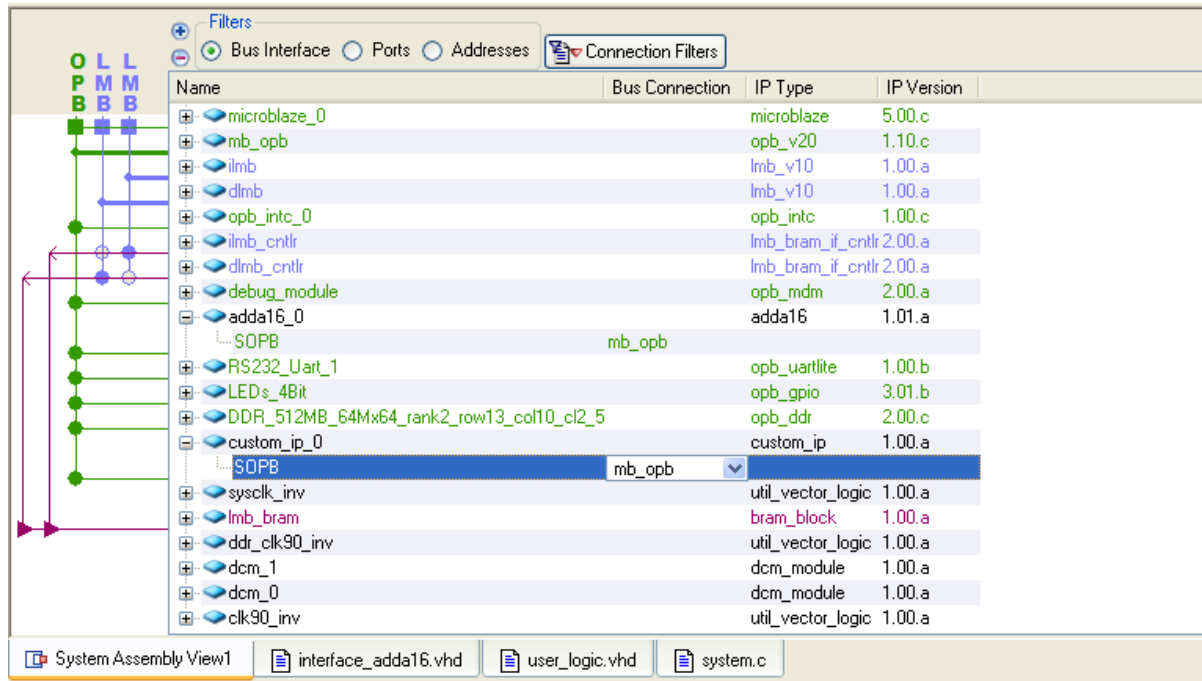 Filters
Bus Interface Ports Addresses Connection Filters
OPB LMB LMB
Name Bus Connection IP Type IP Version
microblaze_0 microblaze 5.00.c
mb_opb opb_v20 1.10.c
ilmb lmb_v10 1.00.a
dlmb lmb_v10 1.00.a
opb_intc_0 opb_intc 1.00.c
ilmb_cntlr lmb_bram_if_cntlr 2.00.a
dlmb_cntlr lmb_bram_if_cntlr 2.00.a
debug_module opb_mdm 2.00.a
adda16_0 adda16 1.01.a
SOPB mb_opb
RS232_Uart_1 opb_uartlite 1.00.b
LEDs_4Bit opb_gpio 3.01.b
DDR_512MB_64Mx64_rank2_row13_col10_cl2_5 opb_ddr 2.00.c
custom_ip_0 custom_ip 1.00.a
SOPB mb_opb
sysclk_inv util_vector_logic 1.00.a
lmb_bram bram_block 1.00.a
ddr_clk90_inv util_vector_logic 1.00.a
dcm_1 dcm_module 1.00.a
dcm_0 dcm_module 1.00.a
clk90_inv util_vector_logic 1.00.a
System Assembly View1 interface_adda16.vhd user_logic.vhd system.c